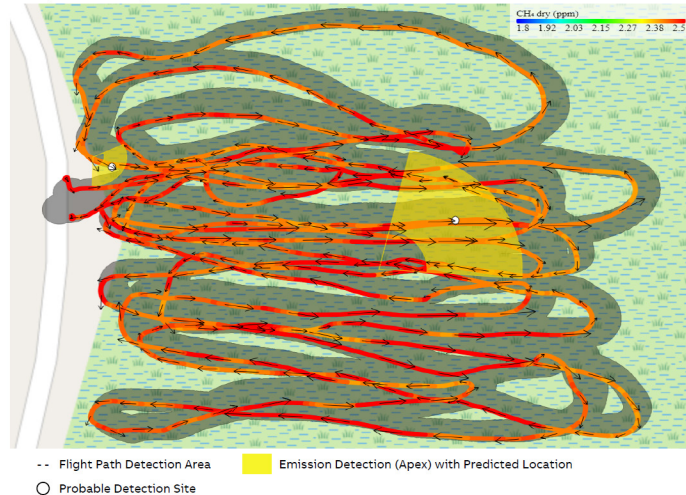 CH₄ dry (ppm)
1.8 1.92 2.03 2.15 2.27 2.38 2.5
-- Flight Path Detection Area Emission Detection (Apex) with Predicted Location
Probable Detection Site